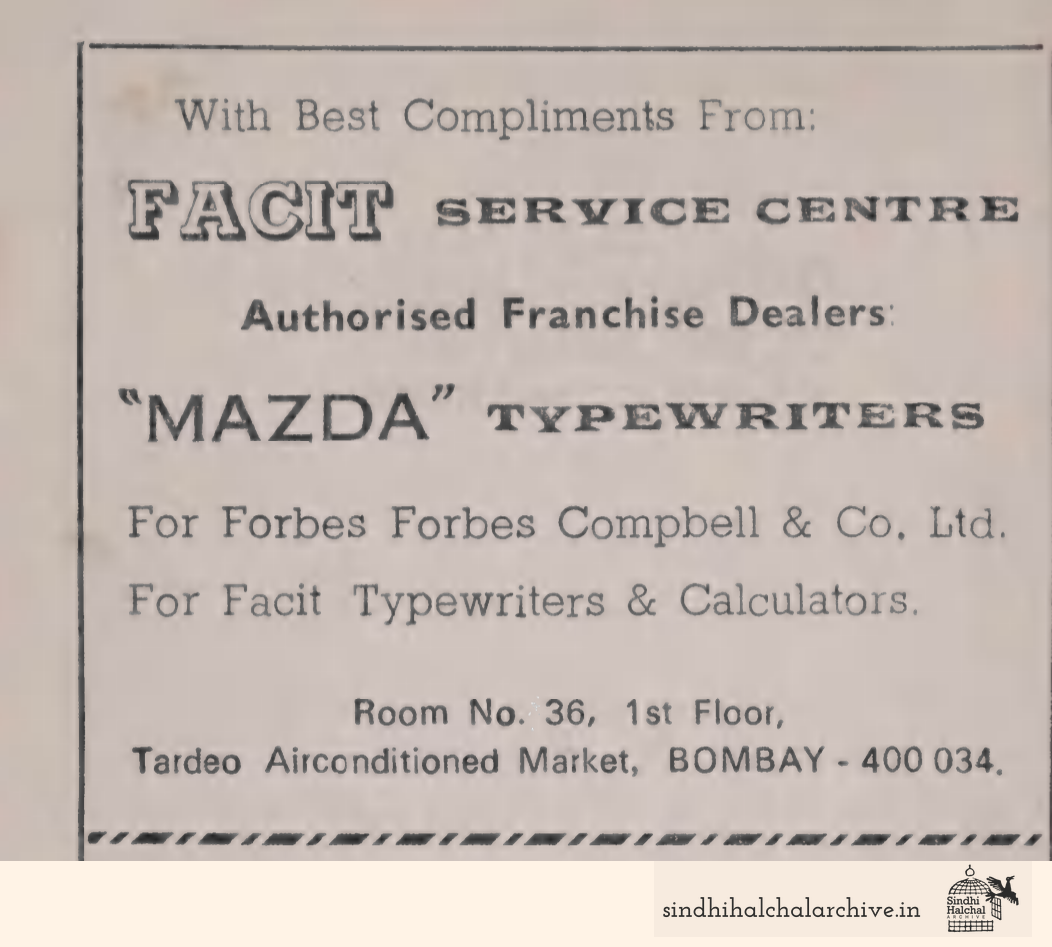 With Best Compliments From:
FACIT SERVICE CENTRE
Authorised Franchise Dealers:
"MAZDA" TYPEWRITERS
For Forbes Forbes Compbell & Co. Ltd.
For Facit Typewriters & Calculators.
Room No. 36, 1st Floor,
Tardeo Airconditioned Market, BOMBAY - 400 034.
sindhihalchalarchive.in
Sindhi
Halchal
ARCHIVE